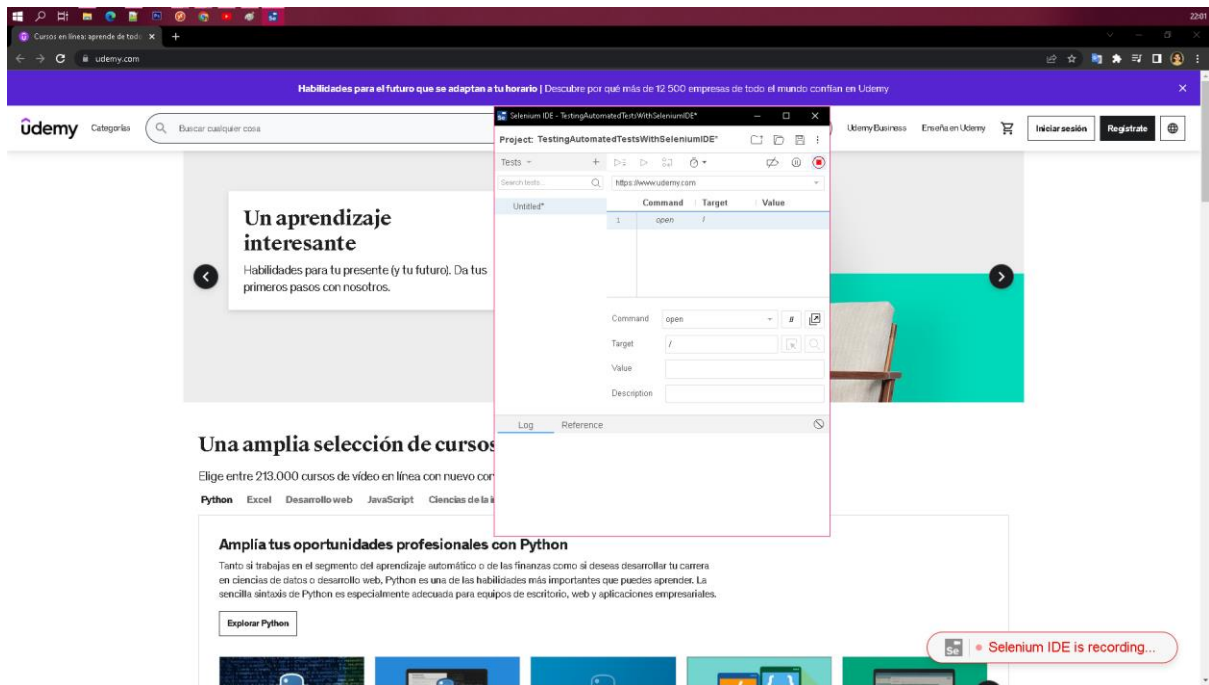 22:01
Cursos en línea: aprende de todo
udemy.com
Habilidades para el futuro que se adaptan a tu horario | Descubre por qué más de 12 500 empresas de todo el mundo confían en Udemy
ûdemy
Categorías
Buscar cualquier cosa
Udemy Business
Enseña en Udemy
Iniciar sesión
Regístrate
Un aprendizaje
interesante
Habilidades para tu presente (y tu futuro). Da tus
primeros pasos con nosotros.
Selenium IDE - TestingAutomatedTestsWithSeleniumIDE*
Project: TestingAutomatedTestsWithSeleniumIDE*
Tests
Search tests...
https://www.udemy.com
Untitled*
Command Target Value
1 open /
Command open
Target /
Value
Description
Log Reference
Una amplia selección de cursos
Elige entre 213.000 cursos de vídeo en línea con nuevo
Python Excel Desarrollo web JavaScript Ciencias de la
Amplía tus oportunidades profesionales con Python
Tanto si trabajas en el segmento del aprendizaje automático o de las finanzas como si deseas desarrollar tu carrera
en ciencias de datos o desarrollo web, Python es una de las habilidades más importantes que puedes aprender. La
sencilla sintaxis de Python es especialmente adecuada para equipos de escritorio, web y aplicaciones empresariales.
Explorar Python
Se
Selenium IDE is recording...